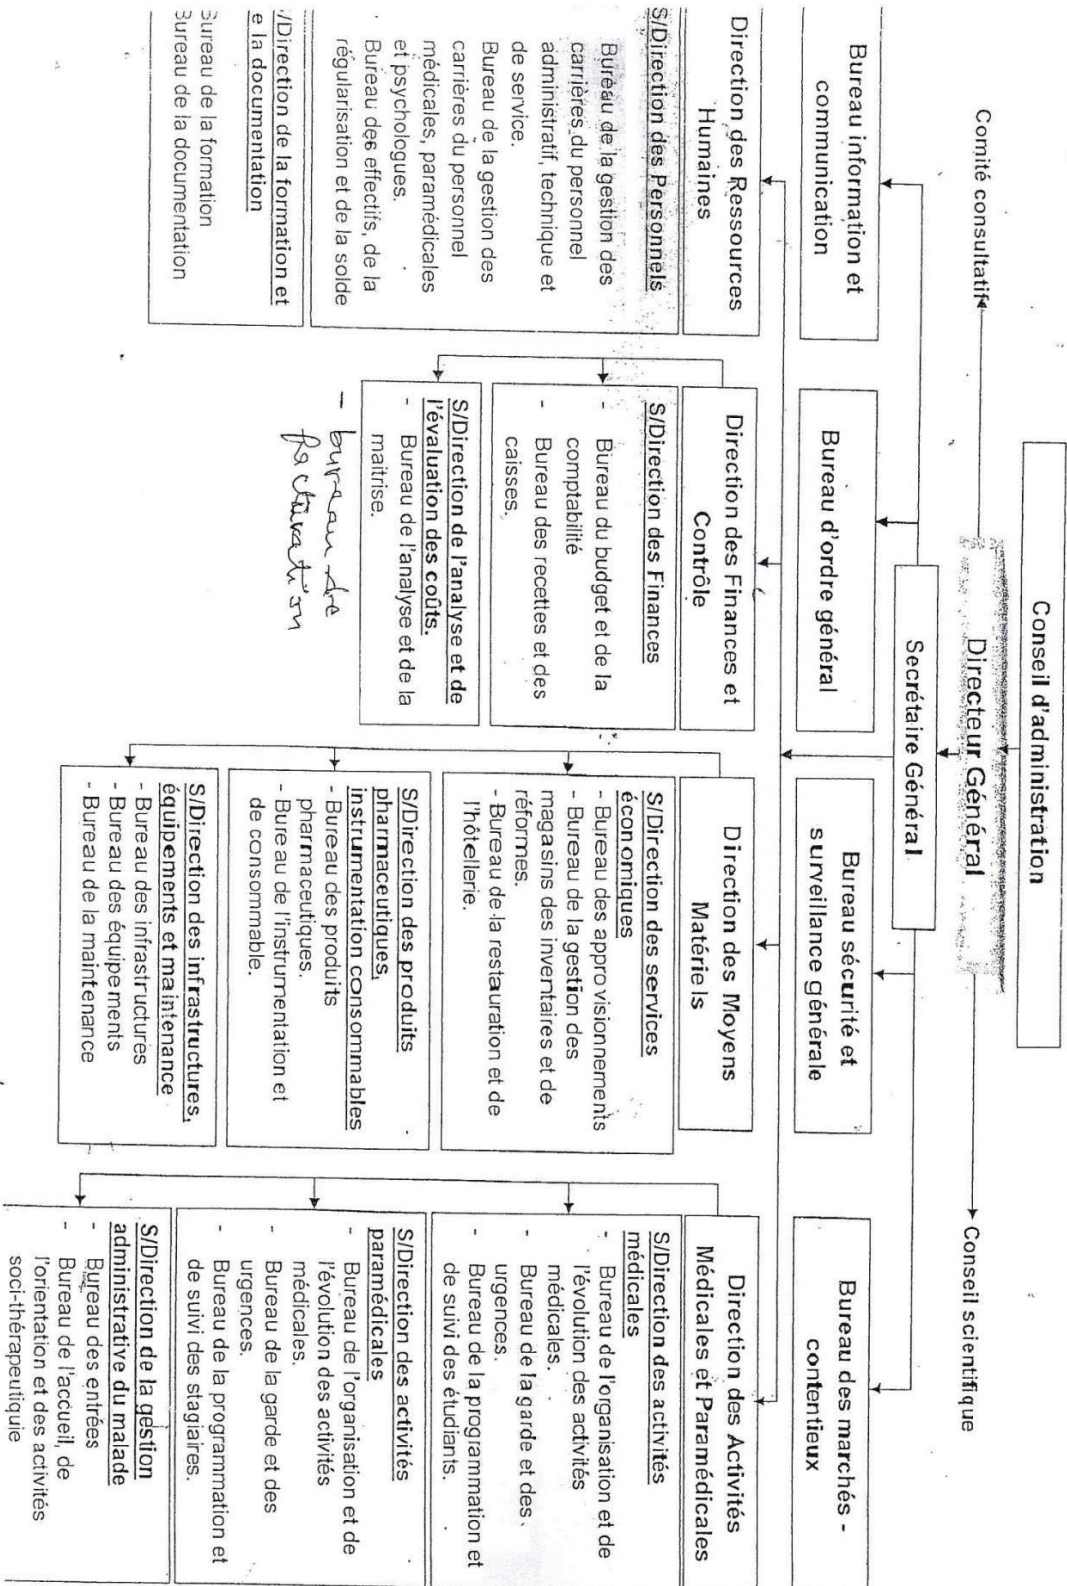 Conseil d'administration
Directeur Général
Comité consultatif
Conseil scientifique
Secrétaire Général
Bureau information et
communication
Bureau d'ordre général
Bureau sécurité et
surveillance générale
Bureau des marchés -
contentieux
Direction des Ressources
Humaines
S/Direction des Personnels
Bureau de la gestion des
carrières du personnel
administratif, technique et
de service.
Bureau de la gestion des
carrières du personnel
médicales, paramédicales
et psychologues.
Bureau des effectifs, de la
régularisation et de la solde
/Direction de la formation et
e la documentation
Bureau de la formation
Bureau de la documentation
Direction des Finances et
Contrôle
S/Direction des Finances
- Bureau du budget et de la
comptabilité
- Bureau des recettes et des
caisses.
S/Direction de l'analyse et de
l'évaluation des coûts.
- Bureau de l'analyse et de la
maitrise.
- bureau de
facturation
Direction des Moyens
Matériels
S/Direction des services
économiques
- Bureau des approvisionnements
- Bureau de la gestion des
magasins des inventaires et de
réformes.
- Bureau de la restauration et de
l'hôtellerie.
S/Direction des produits
pharmaceutiques,
instrumentation consommables
- Bureau des produits
pharmaceutiques.
- Bureau de l'instrumentation et
de consommable.
S/Direction des infrastructures,
équipements et maintenance
- Bureau des infrastructures
- Bureau des équipements
- Bureau de la maintenance
Direction des Activités
Médicales et Paramédicales
S/Direction des activités
médicales
- Bureau de l'organisation et de
l'évolution des activités
médicales.
- Bureau de la garde et des
urgences.
- Bureau de la programmation et
de suivi des étudiants.
S/Direction des activités
paramédicales
- Bureau de l'organisation et de
l'évolution des activités
médicales.
- Bureau de la garde et des
urgences.
- Bureau de la programmation et
de suivi des stagiaires.
S/Direction de la gestion
administrative du malade
- Bureau des entrées
- Bureau de l'accueil, de
l'orientation et des activités
soci-thérapeutiquie